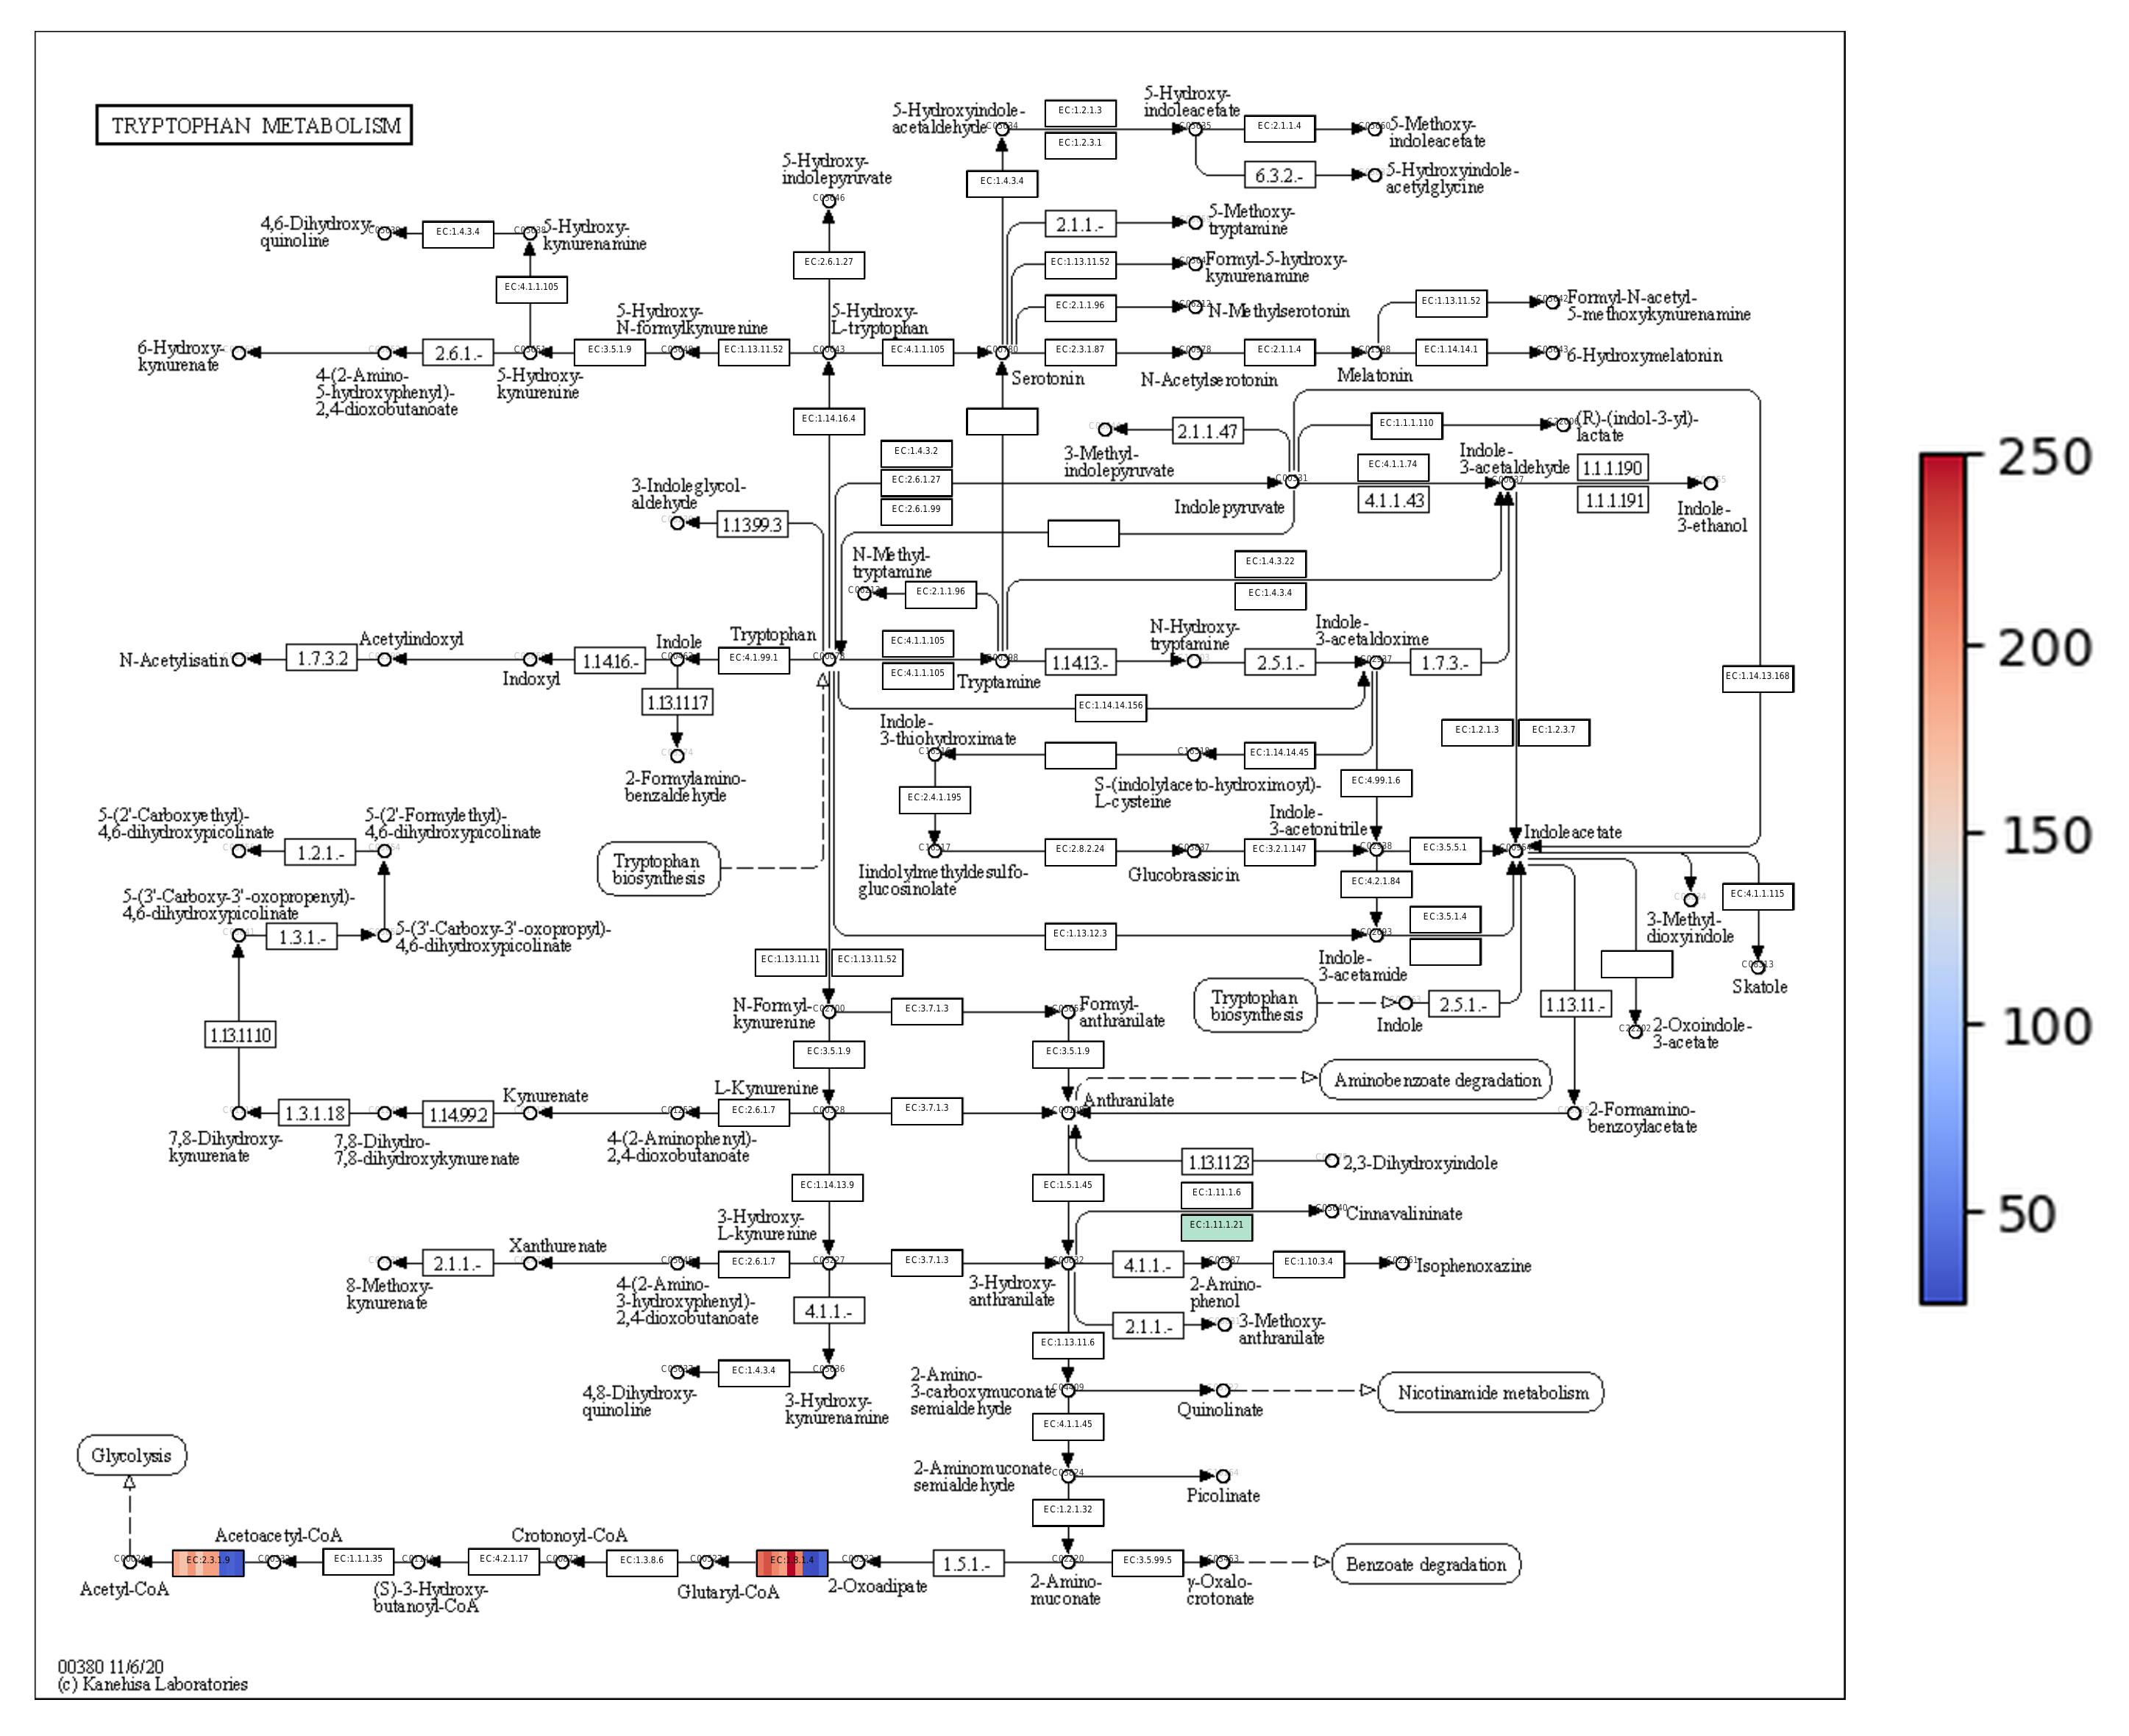 TRYPTOPHAN METABOLISM
5-Hydroxyindole-
acetaldehyde
EC:1.2.1.3
EC:1.2.3.1
5-Hydroxy-
indoleacetate
EC:2.1.1.4
5-Methoxy-
indoleacetate
6.3.2.-
5-Hydroxyindole-
acetylglycine
5-Hydroxy-
indolepyruvate
EC:1.4.3.4
4,6-Dihydroxy-
quinoline
EC:1.4.3.4
5-Hydroxy-
kynurenamine
EC:2.6.1.27
2.1.1.-
5-Methoxy-
tryptamine
EC:1.13.11.52
Formyl-5-hydroxy-
kynurenamine
EC:4.1.1.105
EC:2.1.1.96
N-Methylserotonin
EC:1.13.11.52
Formyl-N-acetyl-
5-methoxykynurenamine
6-Hydroxy-
kynurenate
2.6.1.-
4-(2-Amino-
5-hydroxyphenyl)-
2,4-dioxobutanoate
5-Hydroxy-
kynurenine
EC:3.5.1.9
5-Hydroxy-
N-formylkynurenine
EC:1.13.11.52
5-Hydroxy-
L-tryptophan
EC:4.1.1.105
Serotonin
EC:2.3.1.87
N-Acetylserotonin
EC:2.1.1.4
Melatonin
EC:1.14.14.1
6-Hydroxymelatonin
EC:1.14.16.4
EC:1.4.3.2
EC:2.6.1.27
EC:2.6.1.99
2.1.1.47
3-Methyl-
indolepyruvate
EC:1.1.1.110
(R)-(indol-3-yl)-
lactate
Indolepyruvate
EC:4.1.1.74
4.1.1.43
Indole-
3-acetaldehyde
1.1.1.190
1.1.1.191
Indole-
3-ethanol
3-Indoleglycol-
aldehyde
1.1399.3
N-Methyl-
tryptamine
EC:2.1.1.96
EC:1.4.3.22
EC:1.4.3.4
N-Acetylisatin
1.7.3.2
Acetylindoxyl
Indoxyl
1.1416.-
Indole
EC:4.1.99.1
Tryptophan
EC:4.1.1.105
EC:4.1.1.105
Tryptamine
1.1413.-
N-Hydroxy-
tryptamine
2.5.1.-
Indole-
3-acetaldoxime
1.7.3.-
EC:1.14.13.168
1.13.1117
2-Formylamino-
benzaldehyde
EC:1.14.14.156
EC:1.2.1.3
EC:1.2.3.7
Indole-
3-thiohydroximate
EC:1.14.14.45
S-(indolylaceto-hydroximoyl)-
L-cysteine
EC:2.4.1.195
EC:4.99.1.6
5-(2'-Carboxyethyl)-
4,6-dihydroxypicolinate
1.2.1.-
5-(2'-Formylethyl)-
4,6-dihydroxypicolinate
Tryptophan
biosynthesis
Iindolylmethyldesulfo-
glucosinolate
EC:2.8.2.24
Glucobrassicin
EC:3.2.1.147
Indole-
3-acetonitrile
EC:3.5.5.1
Indoleacetate
EC:4.2.1.84
EC:4.1.1.115
5-(3'-Carboxy-3'-oxopropenyl)-
4,6-dihydroxypicolinate
1.3.1.-
5-(3'-Carboxy-3'-oxopropyl)-
4,6-dihydroxypicolinate
EC:1.13.12.3
EC:3.5.1.4
3-Methyl-
dioxyindole
EC:1.13.11.11
EC:1.13.11.52
Indole-
3-acetamide
Skatole
Tryptophan
biosynthesis
Indole
2.5.1.-
1.13.11.-
2-Oxoindole-
3-acetate
1.13.1110
N-Formyl-
kynurenine
EC:3.7.1.3
Formyl-
anthranilate
EC:3.5.1.9
EC:3.5.1.9
Aminobenzoate degradation
7,8-Dihydroxy-
kynurenate
1.3.1.18
7,8-Dihydro-
7,8-dihydroxykynurenate
1.14.99.2
Kynurenate
4-(2-Aminophenyl)-
2,4-dioxobutanoate
EC:2.6.1.7
L-Kynurenine
EC:3.7.1.3
Anthranilate
2-Formamino-
benzoylacetate
1.13.1123
2,3-Dihydroxyindole
EC:1.14.13.9
EC:1.5.1.45
EC:1.11.1.6
EC:1.11.1.21
Cinnavalininate
8-Methoxy-
kynurenate
2.1.1.-
Xanthurenate
4-(2-Amino-
3-hydroxyphenyl)-
2,4-dioxobutanoate
EC:2.6.1.7
3-Hydroxy-
L-kynurenine
EC:3.7.1.3
3-Hydroxy-
anthranilate
4.1.1.-
2-Amino-
phenol
EC:1.10.3.4
Isophenoxazine
4.1.1.-
2.1.1.-
3-Methoxy-
anthranilate
EC:1.13.11.6
4,8-Dihydroxy-
quinoline
EC:1.4.3.4
3-Hydroxy-
kynurenamine
2-Amino-
3-carboxymuconate
semialdehyde
Quinolinate
Nicotinamide metabolism
EC:4.1.1.45
2-Aminomuconate
semialdehyde
Picolinate
EC:1.2.1.32
Glycolysis
Acetyl-CoA
EC:2.3.1.9
Acetoacetyl-CoA
EC:1.1.1.35
(S)-3-Hydroxy-
butanoyl-CoA
EC:4.2.1.17
Crotonoyl-CoA
EC:1.3.8.6
Glutaryl-CoA
EC:1.8.1.4
2-Oxoadipate
1.5.1.-
2-Amino-
muconate
EC:3.5.99.5
γ-Oxalo-
crotonate
Benzoate degradation
00380 11/6/20
(c) Kanehisa Laboratories
250
200
150
100
50